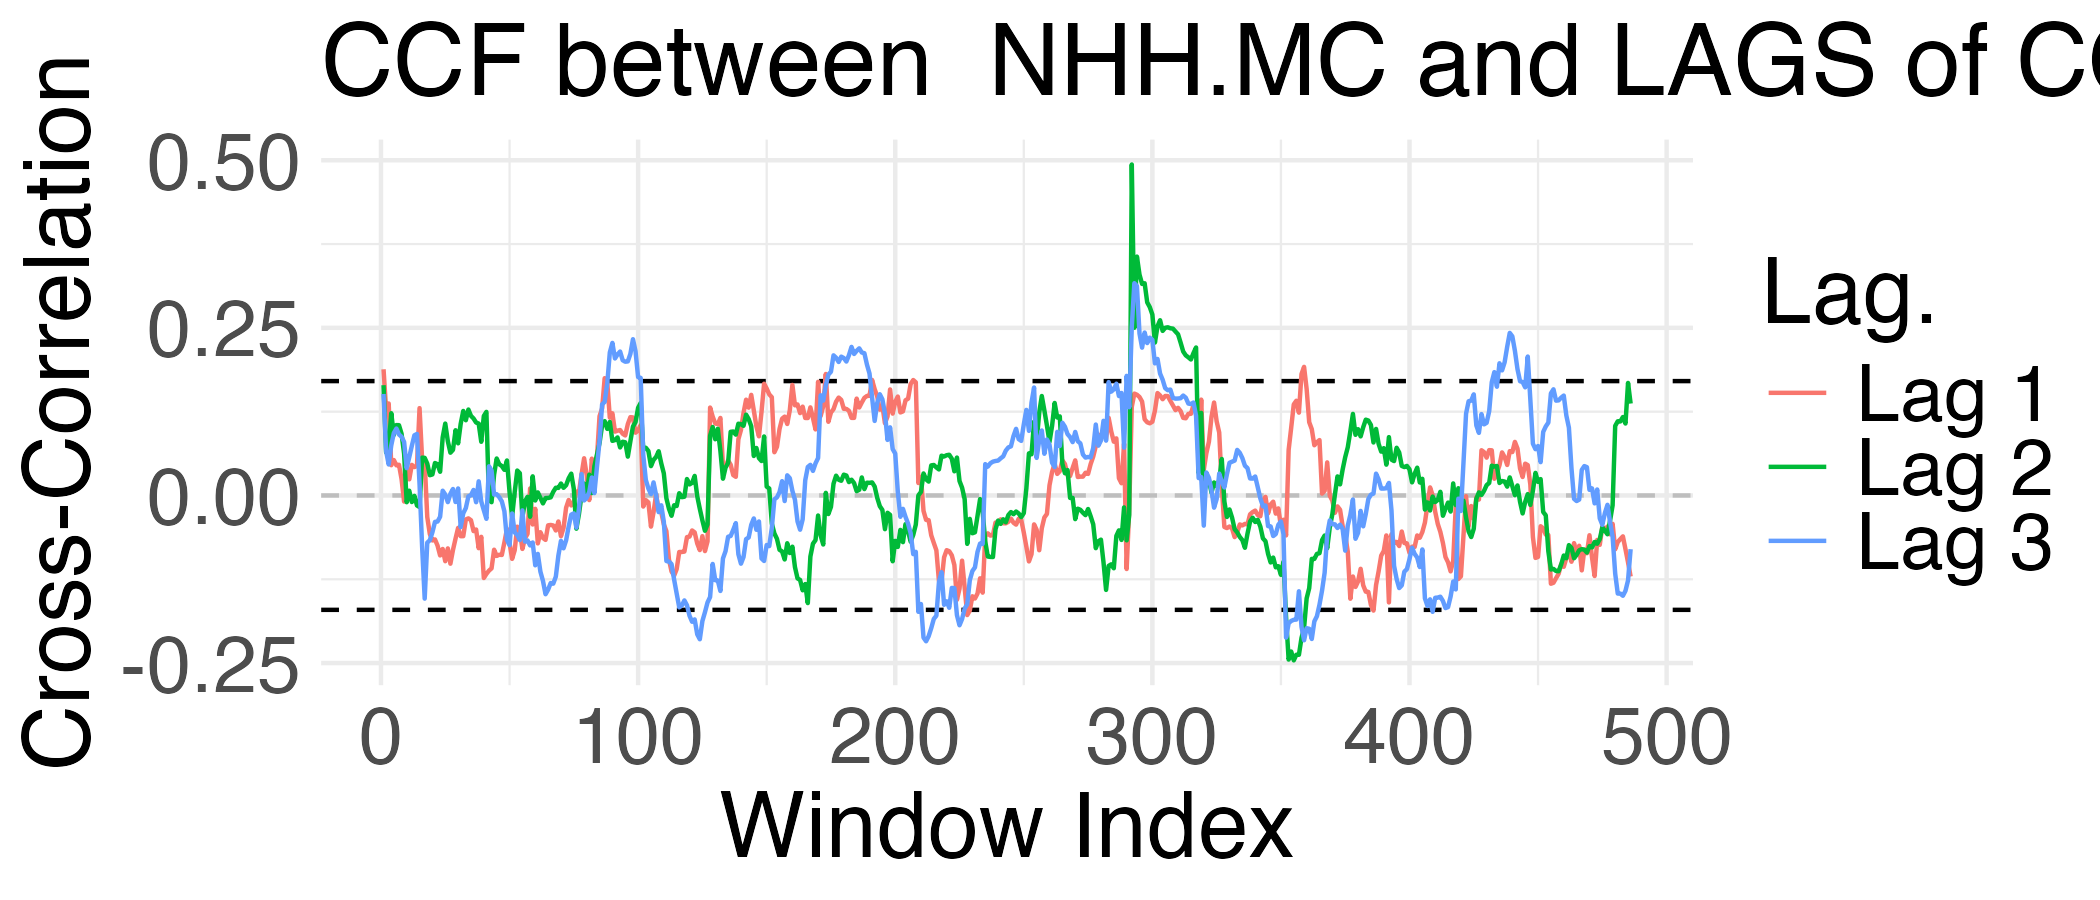 CCF between  NHH.MC and LAGS of
Cross-Correlation
0.50
0.25
0.00
-0.25
0 100 200 300 400 500
Window Index
Lag.
Lag 1
Lag 2
Lag 3